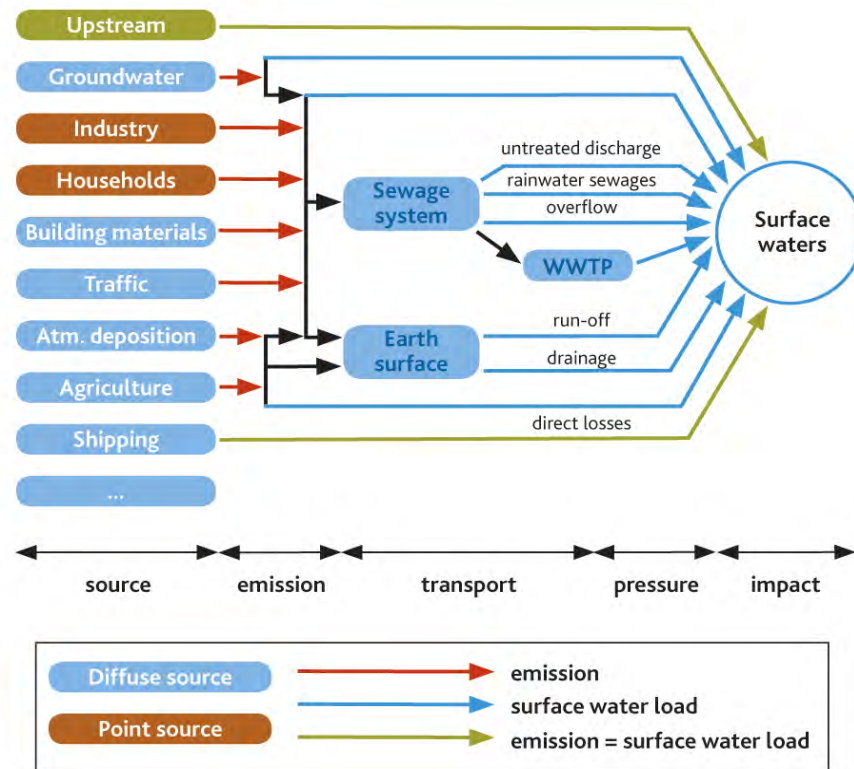 Upstream
Groundwater
Industry
Households
Building materials
Traffic
Atm. deposition
Agriculture
Shipping
...
Sewage
system
untreated discharge
rainwater sewages
overflow
WWTP
Earth
surface
run-off
drainage
direct losses
Surface
waters
source
emission
transport
pressure
impact
Diffuse source
Point source
emission
surface water load
emission = surface water load